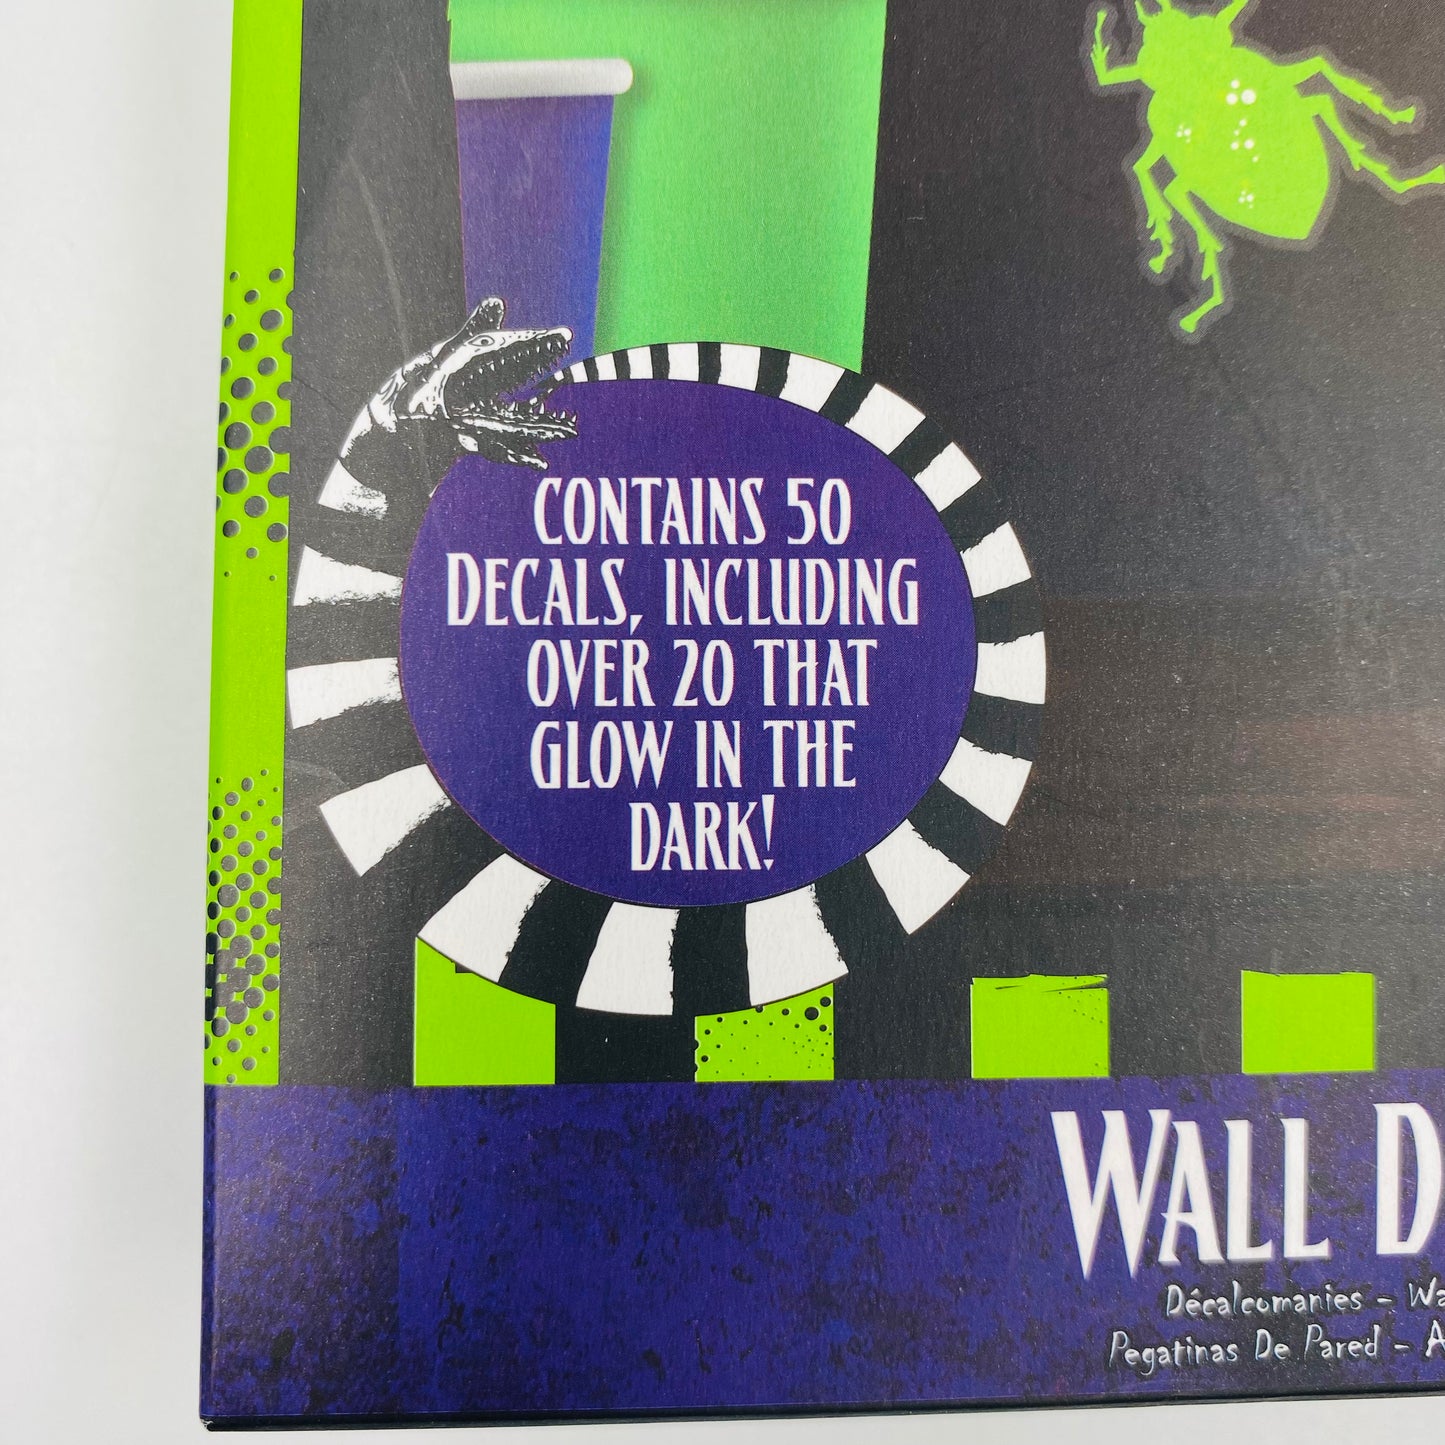 CONTAINS 50
DECALS, INCLUDING
OVER 20 THAT
GLOW IN THE
DARK!
WALL D
Décalcomanies - Wa
Pegatinas De Pared - A